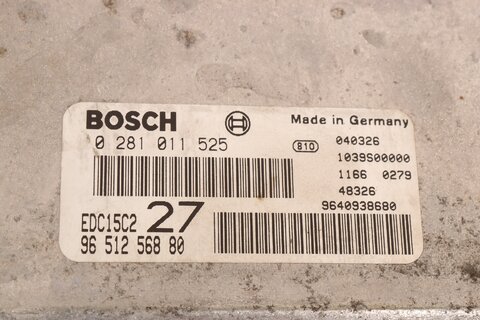 BOSCH
Made in Germany
0 281 011 525
810
040326
1039S00000
1166 0279
48326
9640938680
EDC15C2 27
96 512 568 80